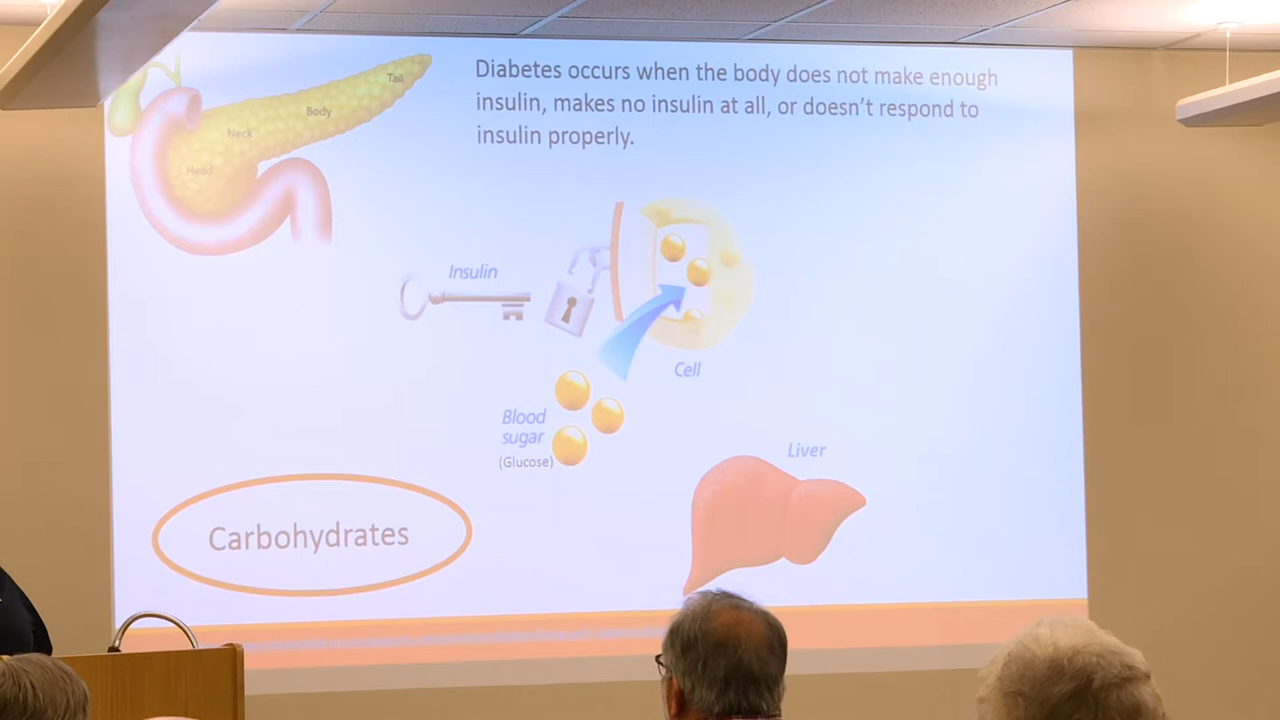 Diabetes occurs when the body does not make enough
insulin, makes no insulin at all, or doesn't respond to
insulin properly.
Tail
Body
Neck
Head
Insulin
Cell
Blood
sugar
(Glucose)
Liver
Carbohydrates